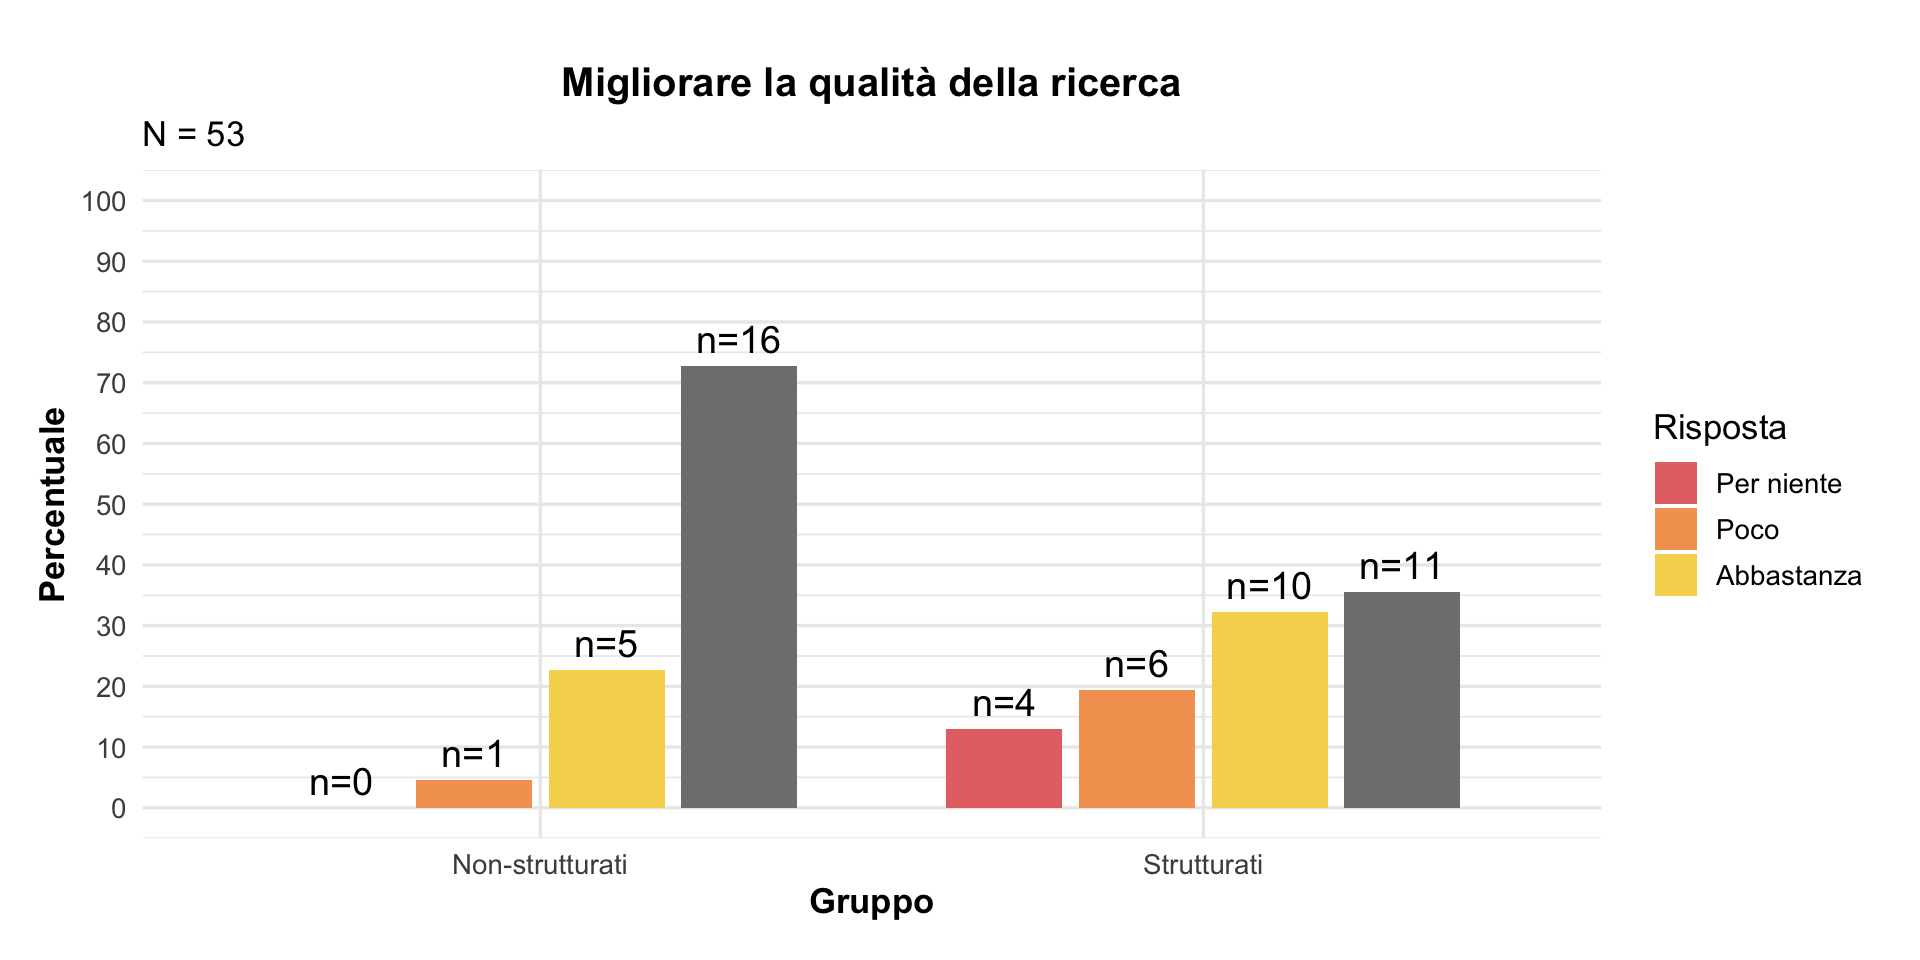 Migliorare la qualità della ricerca
N = 53
Percentuale
100
90
80
70
60
50
40
30
20
10
0
n=0
n=1
n=5
n=16
n=4
n=6
n=10
n=11
Non-strutturati
Strutturati
Gruppo
Risposta
Per niente
Poco
Abbastanza